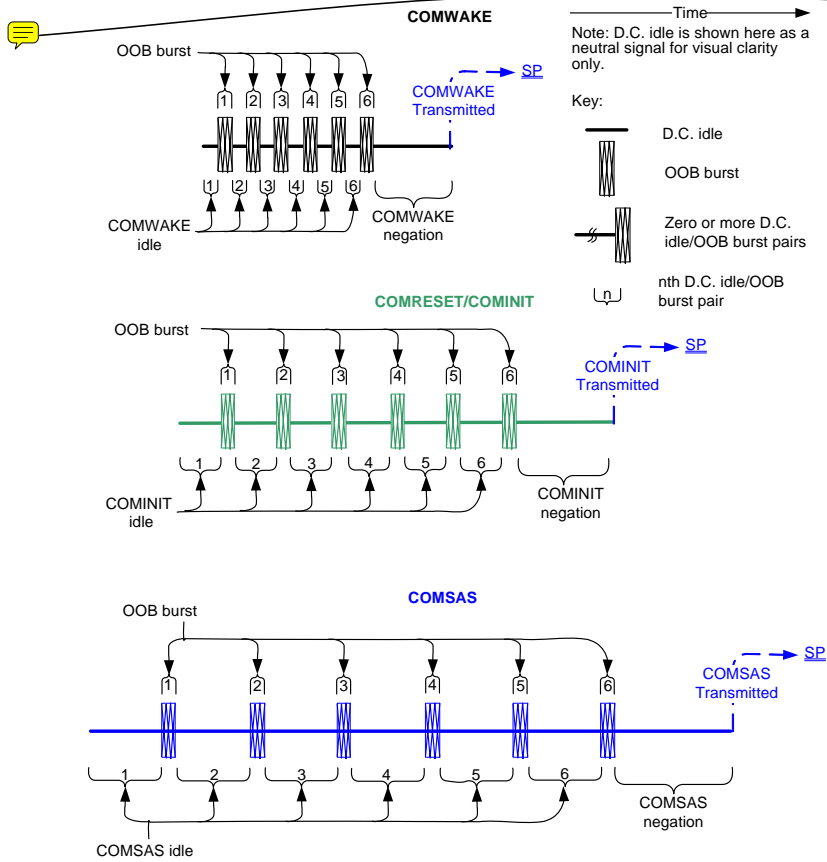 COMWAKE
Time
Note: D.C. idle is shown here as a
neutral signal for visual clarity
only.
OOB burst
SP
COMWAKE
Transmitted
1 2 3 4 5 6
1 2 3 4 5 6
COMWAKE
idle
COMWAKE
negation
Key:
D.C. idle
OOB burst
Zero or more D.C.
idle/OOB burst pairs
n
nth D.C. idle/OOB
burst pair
COMRESET/COMINIT
OOB burst
SP
COMINIT
Transmitted
1 2 3 4 5 6
1 2 3 4 5 6
COMINIT
idle
COMINIT
negation
COMSAS
OOB burst
SP
COMSAS
Transmitted
1 2 3 4 5 6
1 2 3 4 5 6
COMSAS
negation
COMSAS idle